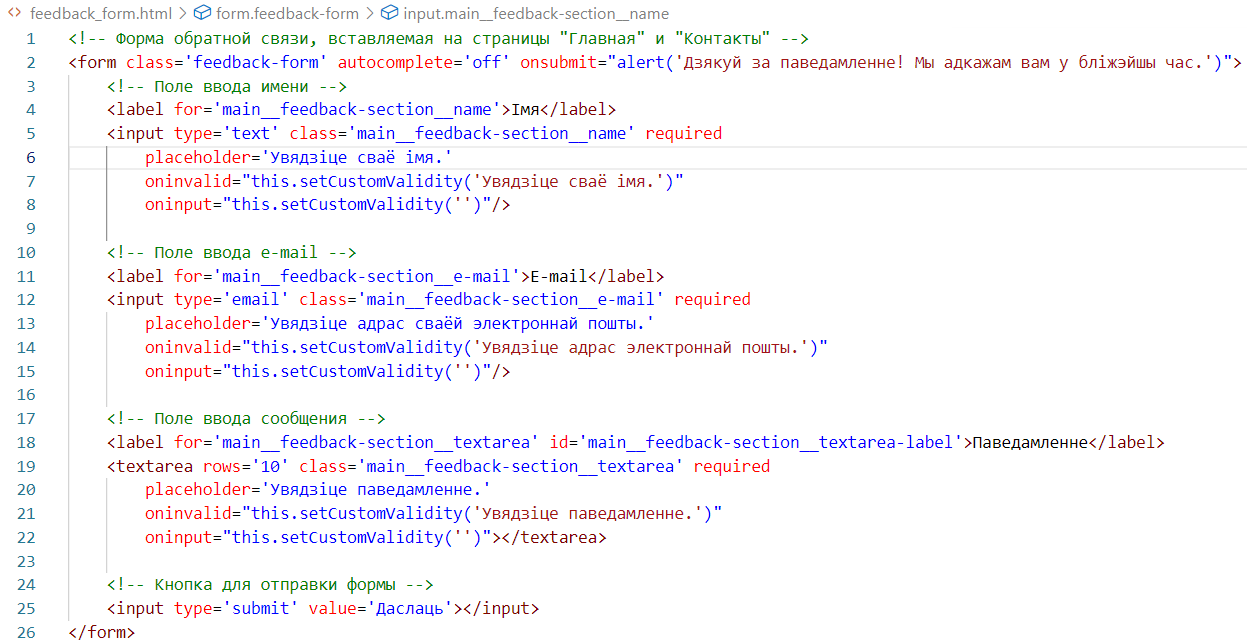 feedback_form.html > form.feedback-form > input.main__feedback-section__name
1 <!-- Форма обратной связи, вставляемая на страницы "Главная" и "Контакты" -->
2 <form class='feedback-form' autocomplete='off' onsubmit="alert('Дзякуй за паведамленне! Мы адкажам вам у бліжэйшы час.')">
3 <!-- Поле ввода имени -->
4 <label for='main__feedback-section__name'>Імя</label>
5 <input type='text' class='main__feedback-section__name' required
6 placeholder='Увядзіце сваё імя.'
7 oninvalid="this.setCustomValidity('Увядзіце сваё імя.')"
8 oninput="this.setCustomValidity('')"/>
9
10 <!-- Поле ввода e-mail -->
11 <label for='main__feedback-section__e-mail'>E-mail</label>
12 <input type='email' class='main__feedback-section__e-mail' required
13 placeholder='Увядзіце адрас сваёй электроннай пошты.'
14 oninvalid="this.setCustomValidity('Увядзіце адрас электроннай пошты.')"
15 oninput="this.setCustomValidity('')"/>
16
17 <!-- Поле ввода сообщения -->
18 <label for='main__feedback-section__textarea' id='main__feedback-section__textarea-label'>Паведамленне</label>
19 <textarea rows='10' class='main__feedback-section__textarea' required
20 placeholder='Увядзіце паведамленне.'
21 oninvalid="this.setCustomValidity('Увядзіце паведамленне.')"
22 oninput="this.setCustomValidity('')"></textarea>
23
24 <!-- Кнопка для отправки формы -->
25 <input type='submit' value='Даслаць'></input>
26 </form>